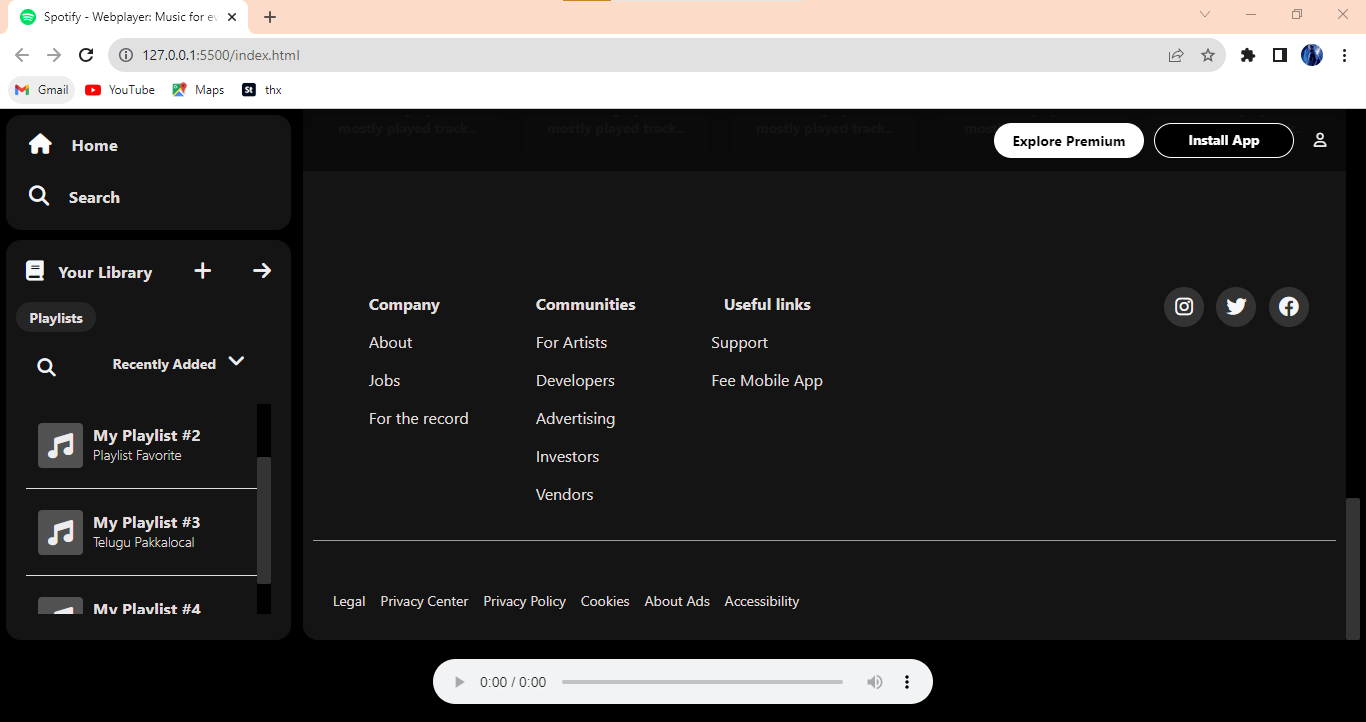 Spotify - Webplayer: Music for ev
127.0.0.1:5500/index.html
Gmail YouTube Maps St thx
Home
Search
Your Library
Playlists
Recently Added
My Playlist #2
Playlist Favorite
My Playlist #3
Telugu Pakkalocal
My Playlist #4
mostly played track.. mostly played track.. mostly played track..
Explore Premium Install App
Company Communities Useful links
About For Artists Support
Jobs Developers Fee Mobile App
For the record Advertising
Investors
Vendors
Legal Privacy Center Privacy Policy Cookies About Ads Accessibility
0:00 / 0:00